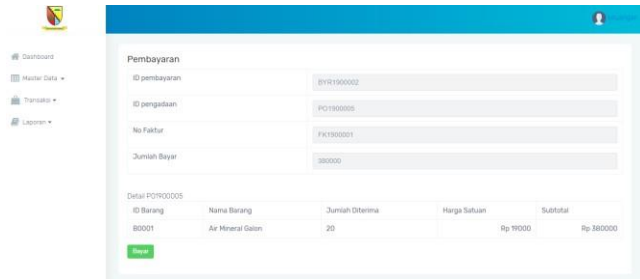 Dashboard
Master Data
Transaksi
Laporan
Pembayaran
ID pembayaran
BYR1900002
ID pengadaan
PO1900005
No Faktur
FK1900001
Jumlah Bayar
380000
Detail PO1900005
ID Barang Nama Barang Jumlah Diterima Harga Satuan Subtotal
B0001 Air Mineral Galon 20 Rp 19000 Rp 380000
Bayar